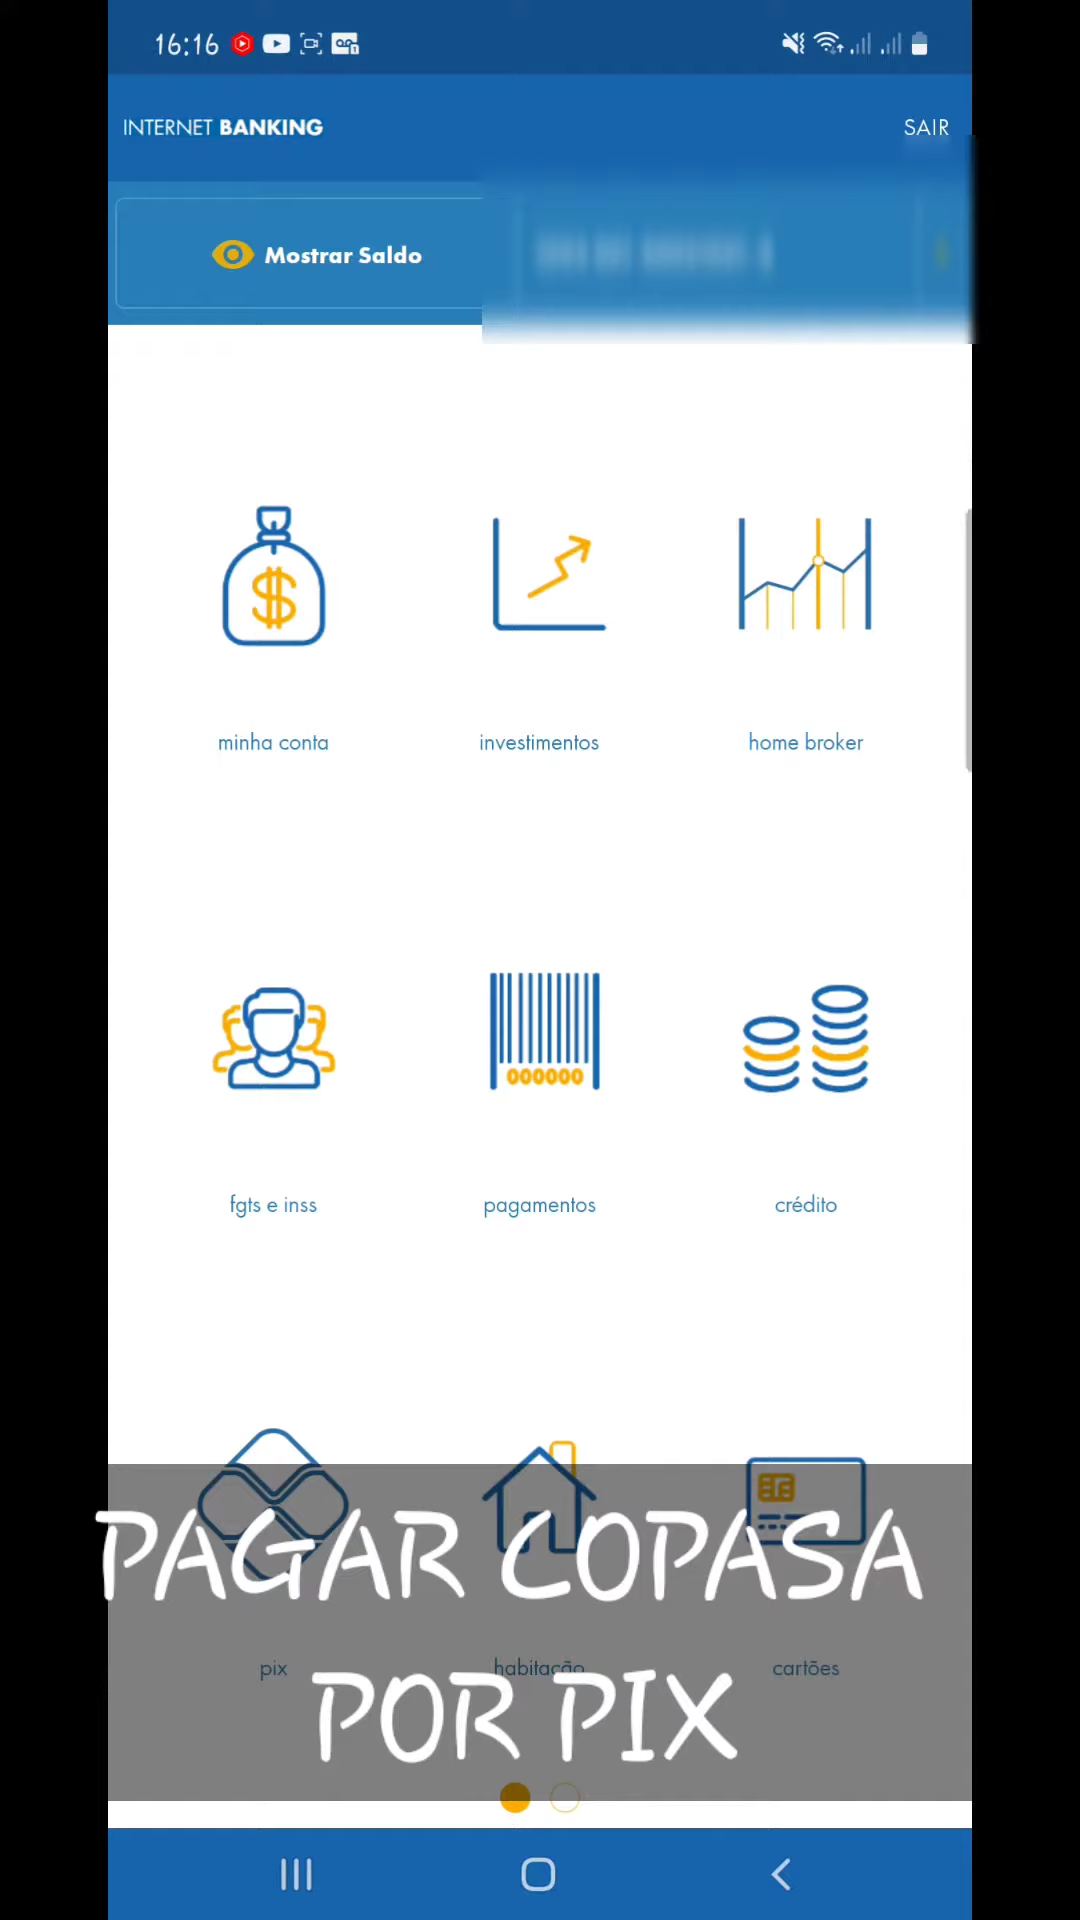 16:16
INTERNET BANKING
SAIR
Mostrar Saldo
minha conta
investimentos
home broker
000000
fgts e inss
pagamentos
crédito
pix
habitação
cartões
PAGAR COPASA
POR PIX